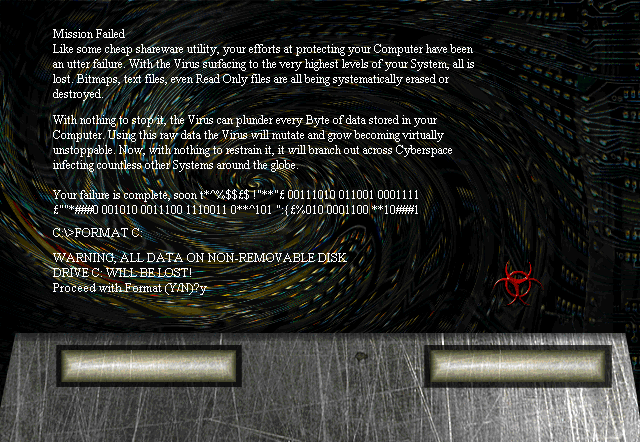 Mission Failed
Like some cheap shareware utility, your efforts at protecting your Computer have been
an utter failure. With the Virus surfacing to the very highest levels of your System, all is
lost. Bitmaps, text files, even Read Only files are all being systematically erased or
destroyed.
With nothing to stop it, the Virus can plunder every Byte of data stored in your
Computer. Using this raw data the Virus will mutate and grow becoming virtually
unstoppable. Now, with nothing to restrain it, it will branch out across Cyberspace
infecting countless other Systems around the globe.
Your failure is complete, soon t*^%$$£$!"**"£ 00111010 011001 0001111
£""*###0 001010 0011100 1110011 0**^101 ":{£%010 0001100 **10###1
C:\>FORMAT C:
WARNING, ALL DATA ON NON-REMOVABLE DISK
DRIVE C: WILL BE LOST!
Proceed with Format (Y/N)?y